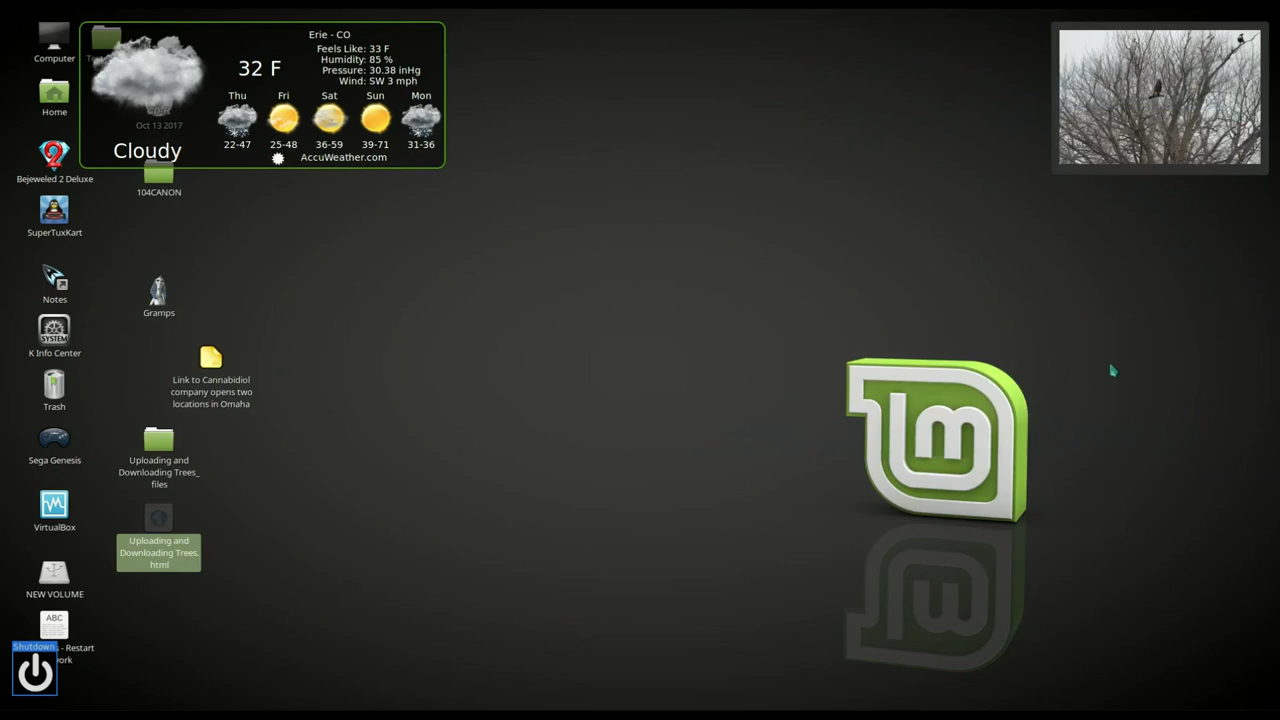 Computer
Te
Erie - CO
Feels Like: 33 F
Humidity: 85 %
Pressure: 30.38 inHg
Wind: SW 3 mph
32 F
Thu Fri Sat Sun Mon
22-47 25-48 36-59 39-71 31-36
AccuWeather.com
Oct 13 2017
Cloudy
Home
Bejeweled 2 Deluxe
104CANON
SuperTuxKart
Notes
Gramps
K Info Center
Link to Cannabidiol
company opens two
locations in Omaha
Trash
Sega Genesis
Uploading and
Downloading Trees_
files
VirtualBox
Uploading and
Downloading Trees.
html
NEW VOLUME
ABC
Shutdown
s - Restart
work
lm